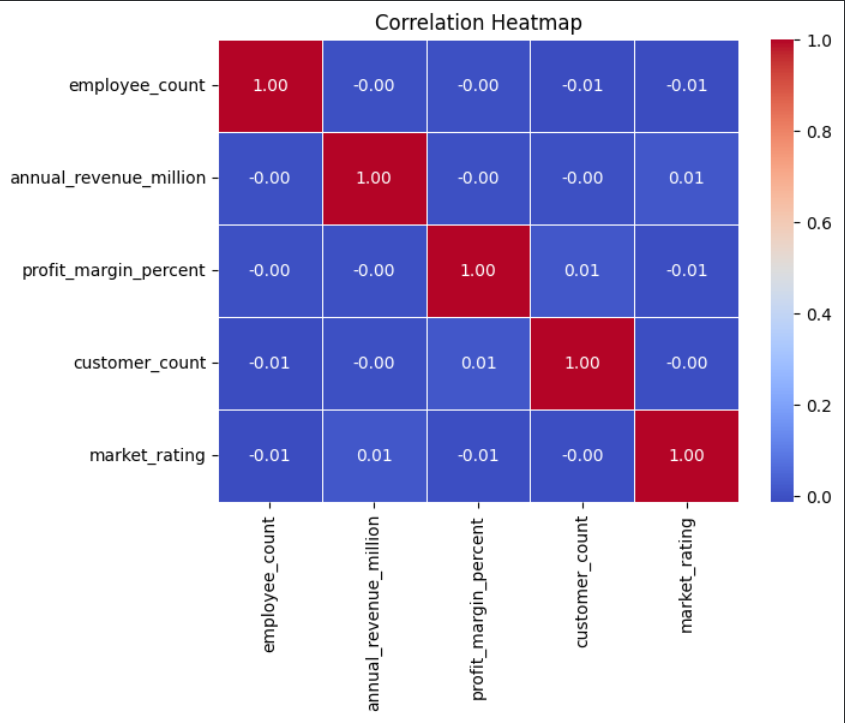 Correlation Heatmap
employee_count 1.00 -0.00 -0.00 -0.01 -0.01
annual_revenue_million -0.00 1.00 -0.00 -0.00 0.01
profit_margin_percent -0.00 -0.00 1.00 0.01 -0.01
customer_count -0.01 -0.00 0.01 1.00 -0.00
market_rating -0.01 0.01 -0.01 -0.00 1.00
employee_count
annual_revenue_million
profit_margin_percent
customer_count
market_rating
1.0
0.8
0.6
0.4
0.2
0.0